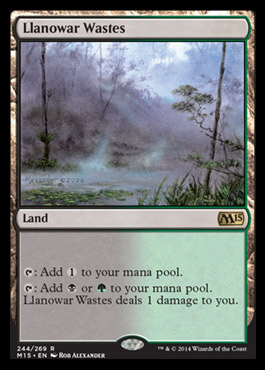 Llanowar Wastes
Land
M15
: Add 1 to your mana pool.
: Add or to your mana pool.
Llanowar Wastes deals 1 damage to you.
244/269 R
M15 • EN Rob Alexander
™ & © 2014 Wizards of the Coast